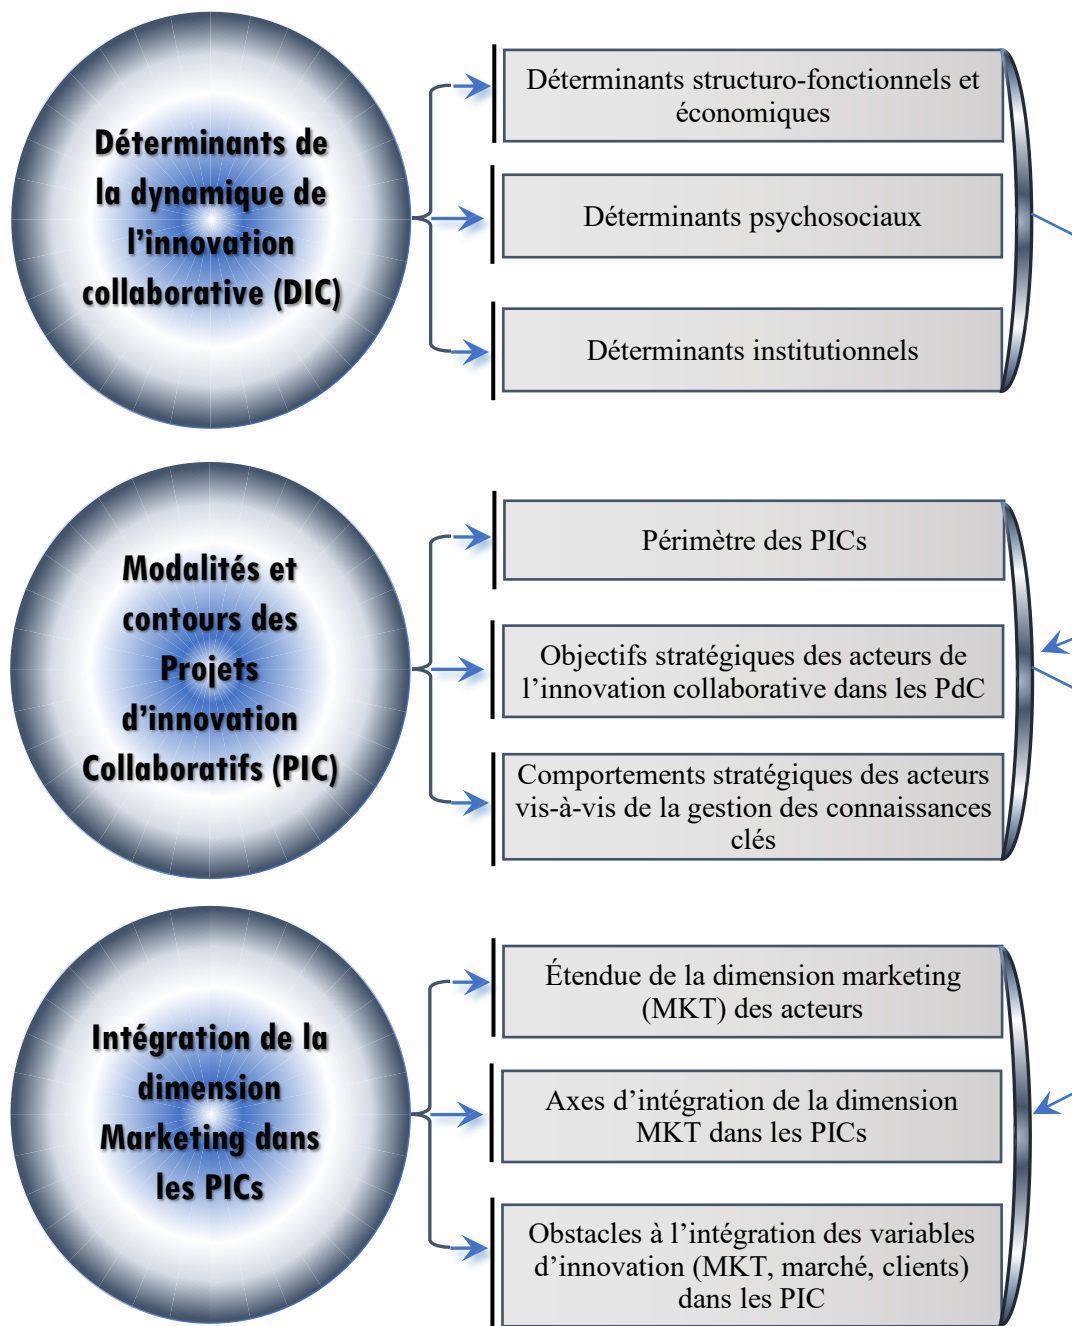 Déterminants de
la dynamique de
l’innovation
collaborative (DIC)
Déterminants structuro-fonctionnels et
économiques
Déterminants psychosociaux
Déterminants institutionnels
Modalités et
contours des
Projets
d’innovation
Collaboratifs (PIC)
Périmètre des PICs
Objectifs stratégiques des acteurs de
l’innovation collaborative dans les PdC
Comportements stratégiques des acteurs
vis-à-vis de la gestion des connaissances
clés
Intégration de la
dimension
Marketing dans
les PICs
Étendue de la dimension marketing
(MKT) des acteurs
Axes d’intégration de la dimension
MKT dans les PICs
Obstacles à l’intégration des variables
d’innovation (MKT, marché, clients)
dans les PIC